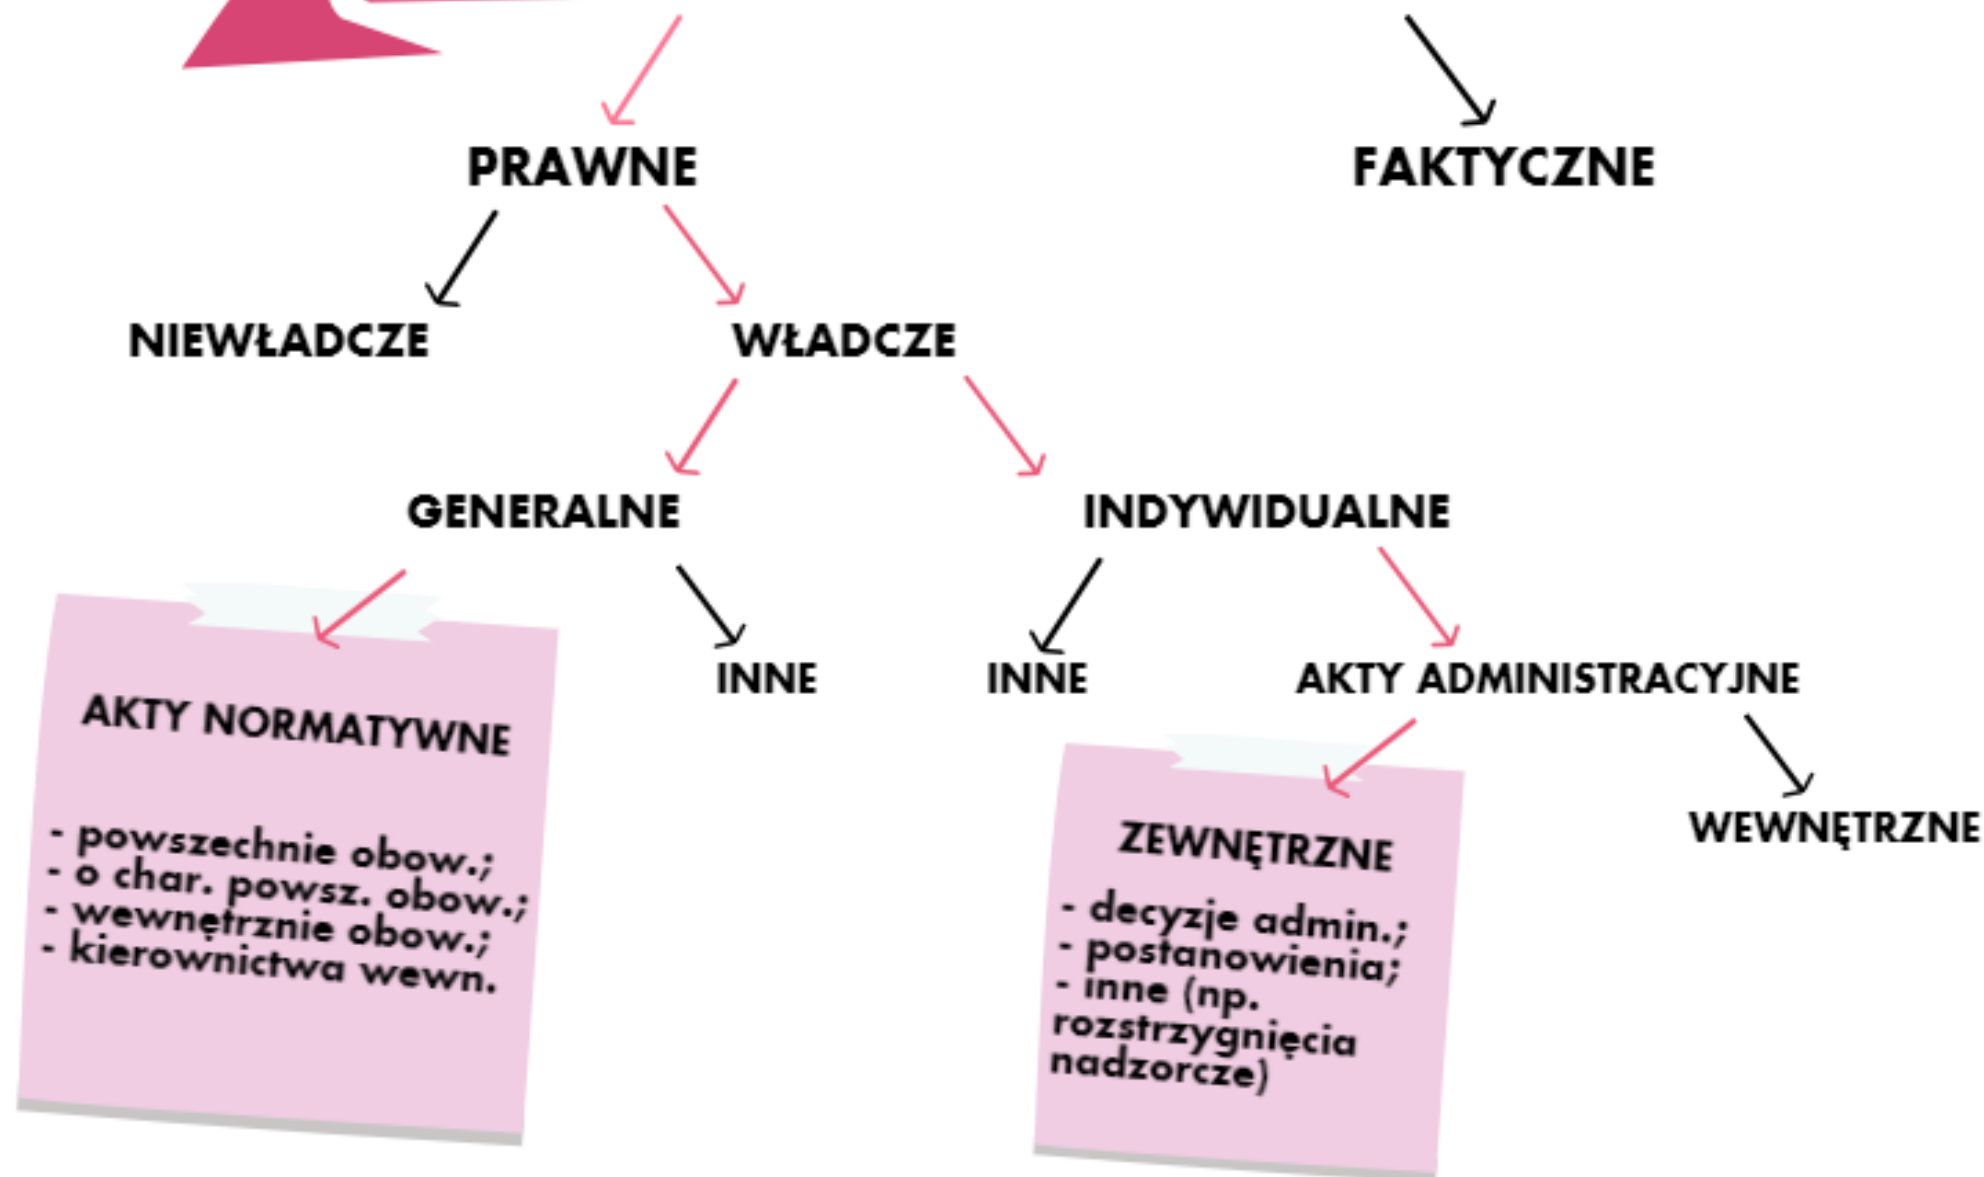 PRAWNE
FAKTYCZNE
NIEWŁADCZE
WŁADCZE
GENERALNE
INDYWIDUALNE
INNE
INNE
AKTY ADMINISTRACYJNE
AKTY NORMATYWNE
- powszechnie obow.;
- o char. powsz. obow.;
- wewnętrznie obow.;
- kierownictwa wewn.
ZEWNĘTRZNE
- decyzje admin.;
- postanowienia;
- inne (np.
rozstrzygnięcia
nadzorcze)
WEWNĘTRZNE